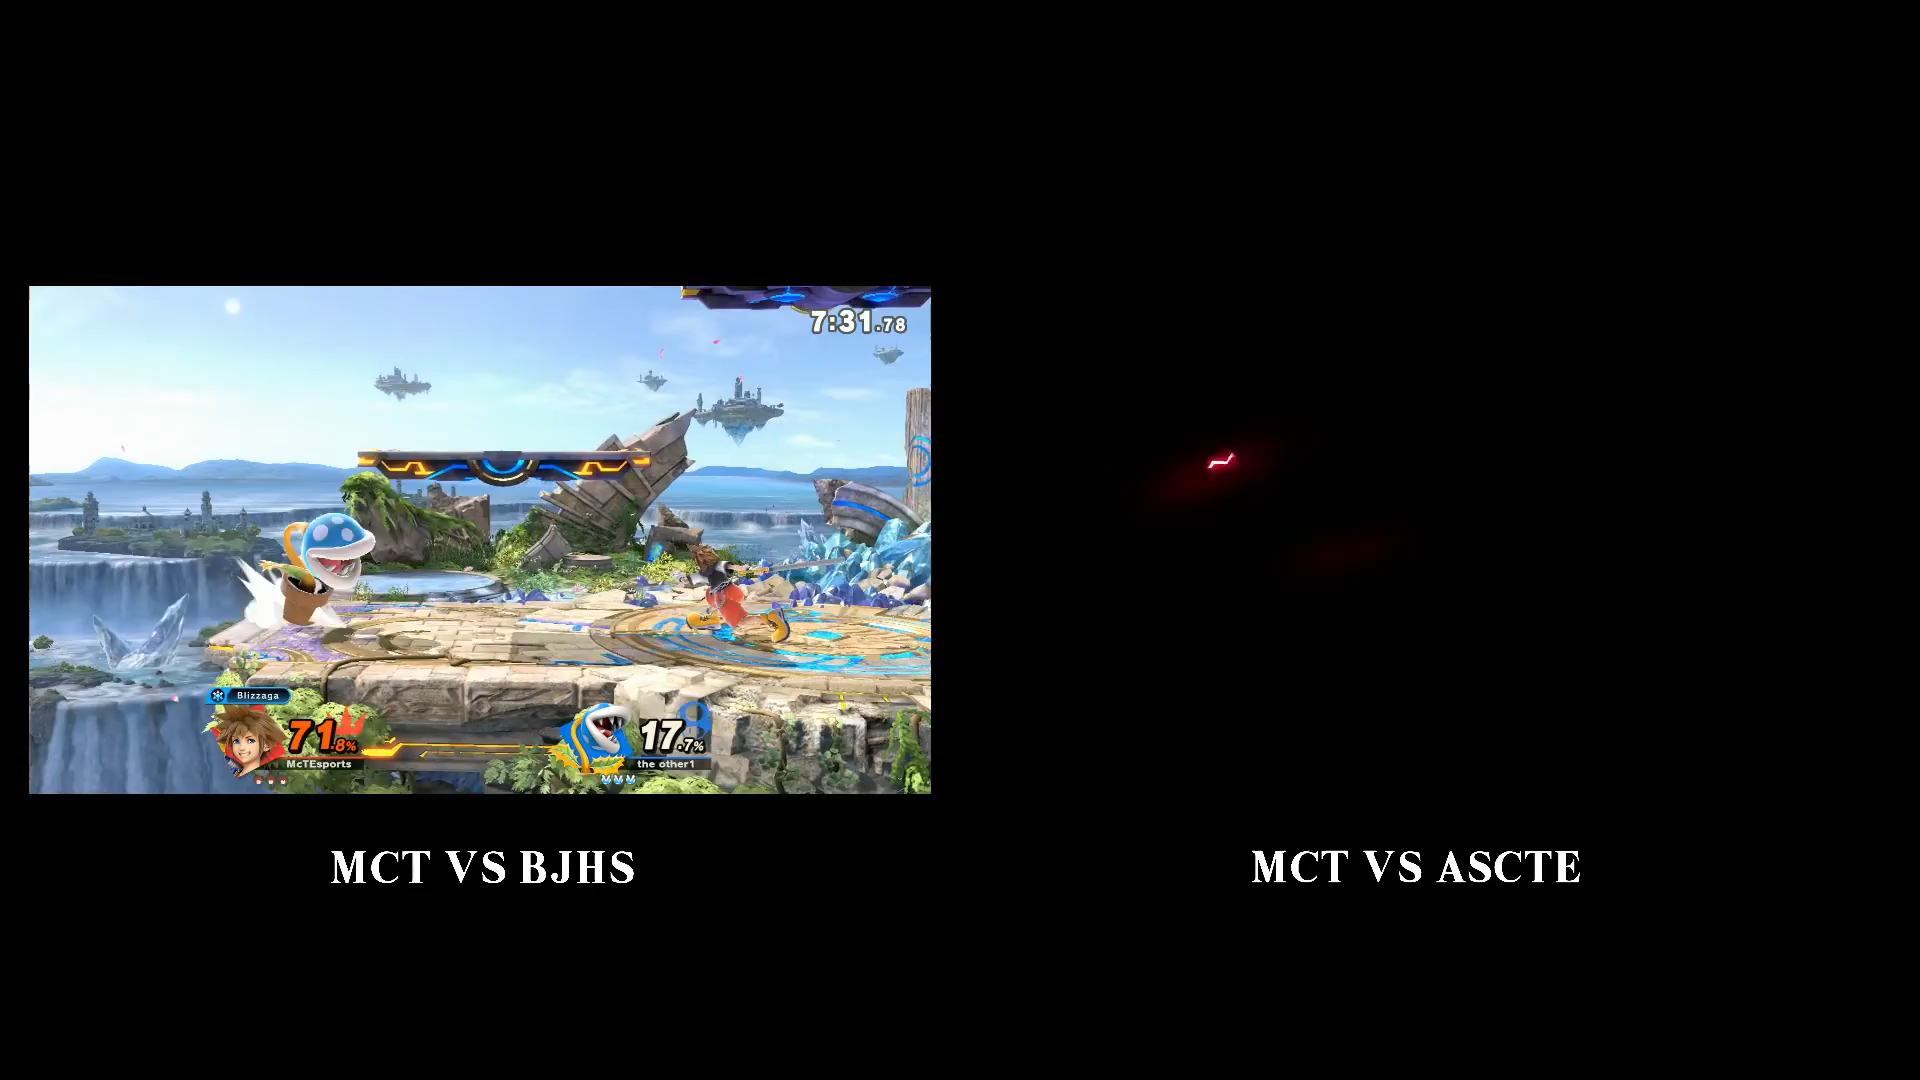 7:31.78
Blizzaga
71.8%
McTEsports
17.7%
the other1
MCT VS BJHS
MCT VS ASCTE